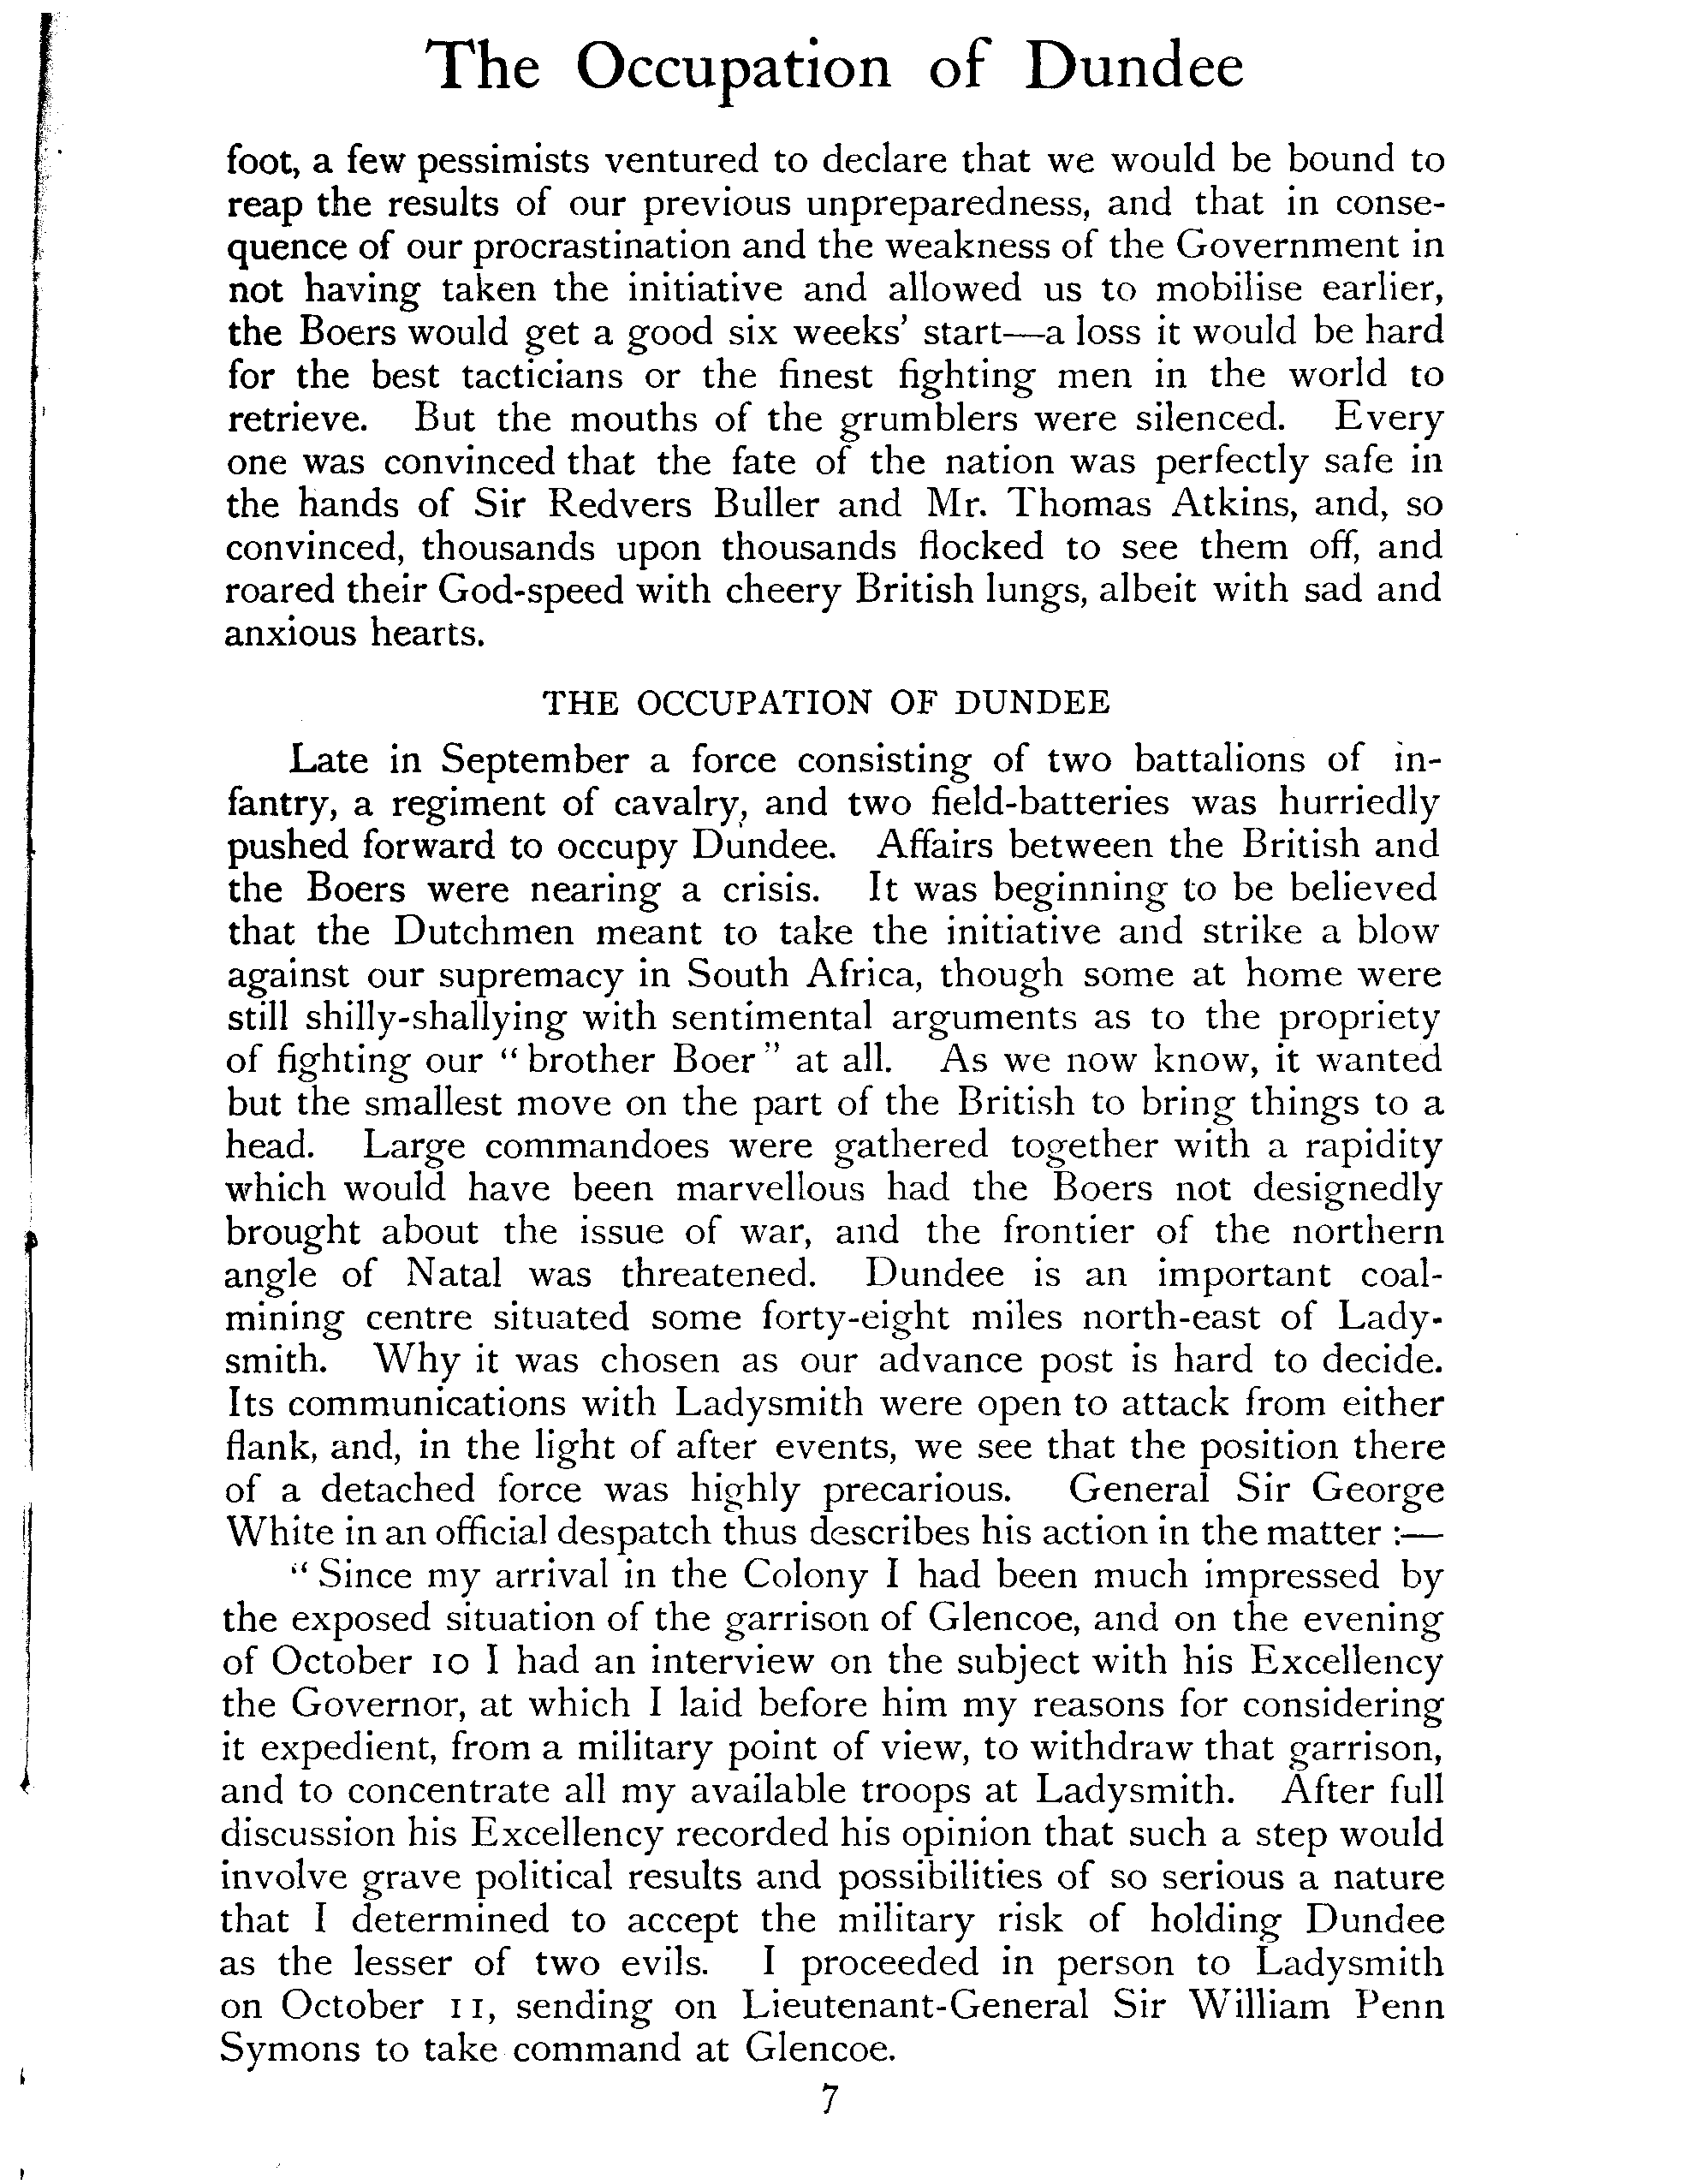 The Occupation of Dundee
foot, a few pessimists ventured to declare that we would be bound to
reap the results of our previous unpreparedness, and that in conse-
quence of our procrastination and the weakness of the Government in
not having taken the initiative and allowed us to mobilise earlier,
the Boers would get a good six weeks' start—a loss it would be hard
for the best tacticians or the finest fighting men in the world to
retrieve. But the mouths of the grumblers were silenced. Every
one was convinced that the fate of the nation was perfectly safe in
the hands of Sir Redvers Buller and Mr. Thomas Atkins, and, so
convinced, thousands upon thousands flocked to see them off, and
roared their God-speed with cheery British lungs, albeit with sad and
anxious hearts.
THE OCCUPATION OF DUNDEE
Late in September a force consisting of two battalions of in-
fantry, a regiment of cavalry, and two field-batteries was hurriedly
pushed forward to occupy Dundee. Affairs between the British and
the Boers were nearing a crisis. It was beginning to be believed
that the Dutchmen meant to take the initiative and strike a blow
against our supremacy in South Africa, though some at home were
still shilly-shallying with sentimental arguments as to the propriety
of fighting our "brother Boer" at all. As we now know, it wanted
but the smallest move on the part of the British to bring things to a
head. Large commandoes were gathered together with a rapidity
which would have been marvellous had the Boers not designedly
brought about the issue of war, and the frontier of the northern
angle of Natal was threatened. Dundee is an important coal-
mining centre situated some forty-eight miles north-east of Lady-
smith. Why it was chosen as our advance post is hard to decide.
Its communications with Ladysmith were open to attack from either
flank, and, in the light of after events, we see that the position there
of a detached force was highly precarious. General Sir George
White in an official despatch thus describes his action in the matter :—
"Since my arrival in the Colony I had been much impressed by
the exposed situation of the garrison of Glencoe, and on the evening
of October 10 I had an interview on the subject with his Excellency
the Governor, at which I laid before him my reasons for considering
it expedient, from a military point of view, to withdraw that garrison,
and to concentrate all my available troops at Ladysmith. After full
discussion his Excellency recorded his opinion that such a step would
involve grave political results and possibilities of so serious a nature
that I determined to accept the military risk of holding Dundee
as the lesser of two evils. I proceeded in person to Ladysmith
on October 11, sending on Lieutenant-General Sir William Penn
Symons to take command at Glencoe.
7